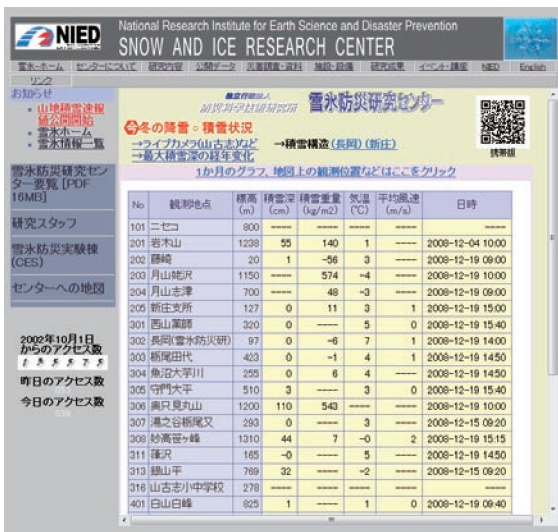 NIED
National Research Institute for Earth Science and Disaster Prevention
SNOW AND ICE RESEARCH CENTER
雪氷-ホーム センターについて 研究内容 公開データ 災害調査・資料 施設・設備 研究成果 イベント・講座 NIED English
リンク
お知らせ
山地積雪速報値公開開始
雪氷ホーム
雪氷情報一覧
雪氷防災研究センター要覧 [PDF 16MB]
研究スタッフ
雪氷防災実験棟 (CES)
センターへの地図
2002年10月1日
からのアクセス数
昨日のアクセス数
今日のアクセス数
独立行政法人
防災科学技術研究所 雪氷防災研究センター
携帯版
今冬の降雪・積雪状況
→ライブカメラ(山古志)など →積雪構造(長岡)(新庄)
→最大積雪深の経年変化
1か月のグラフ、地図上の観測位置などはここをクリック
No 観測地点 標高(m) 積雪深(cm) 積雪重量(kg/m2) 気温(℃) 平均風速(m/s) 日時
101 ニセコ 800 ---- ---- ---- ---- ----
201 岩木山 1238 55 140 1 ---- 2008-12-04 10:00
202 藤崎 20 1 -56 3 ---- 2008-12-19 09:00
203 月山姥沢 1150 ---- 574 -4 ---- 2008-12-19 10:00
204 月山志津 700 ---- 48 -3 ---- 2008-12-19 09:00
205 新庄支所 127 0 11 3 1 2008-12-19 15:00
301 西山薬師 320 0 ---- 5 0 2008-12-19 15:40
302 長岡(雪氷防災研) 97 0 -6 7 1 2008-12-19 14:00
303 栃尾田代 423 0 -1 4 1 2008-12-19 14:50
304 魚沼大芋川 255 0 6 4 ---- 2008-12-19 14:50
305 守門大平 510 3 ---- 3 0 2008-12-19 15:40
306 奥只見丸山 1200 110 543 ---- ---- 2008-12-19 10:00
307 湯之谷栃尾又 293 0 ---- 3 ---- 2008-12-15 09:20
308 妙高笹ヶ峰 1310 44 7 -0 2 2008-12-19 15:15
311 蓬沢 165 -0 ---- 5 ---- 2008-12-19 14:50
313 銀山平 769 32 ---- -2 ---- 2008-12-15 09:20
316 山古志小中学校 278 ---- ---- ---- ---- ----
401 白山白峰 825 1 ---- 1 0 2008-12-19 09:40